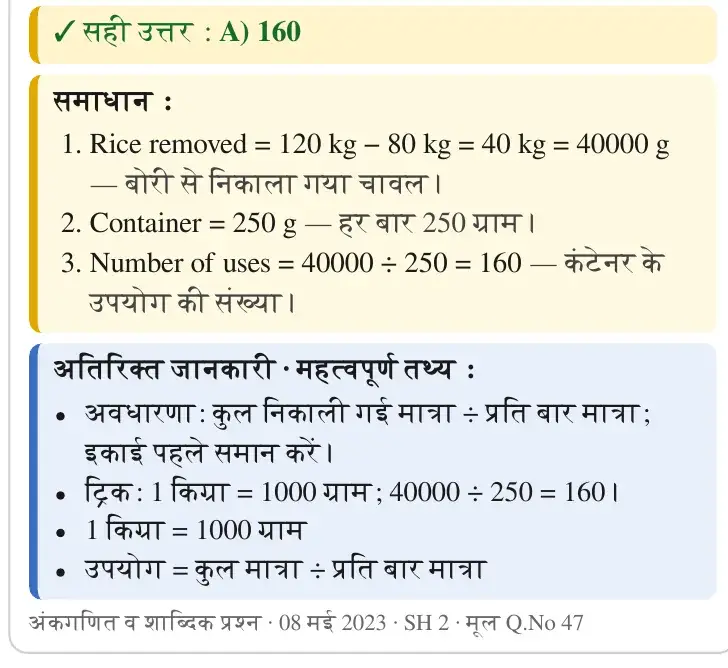 ✓ सही उत्तर : A) 160
समाधान :
1. Rice removed = 120 kg − 80 kg = 40 kg = 40000 g
— बोरी से निकाला गया चावल।
2. Container = 250 g — हर बार 250 ग्राम।
3. Number of uses = 40000 ÷ 250 = 160 — कंटेनर के
उपयोग की संख्या।
अतिरिक्त जानकारी · महत्वपूर्ण तथ्य :
• अवधारणा : कुल निकाली गई मात्रा ÷ प्रति बार मात्रा;
इकाई पहले समान करें।
• ट्रिक : 1 किग्रा = 1000 ग्राम; 40000 ÷ 250 = 160।
• 1 किग्रा = 1000 ग्राम
• उपयोग = कुल मात्रा ÷ प्रति बार मात्रा
अंकगणित व शाब्दिक प्रश्न · 08 मई 2023 · SH 2 · मूल Q.No 47